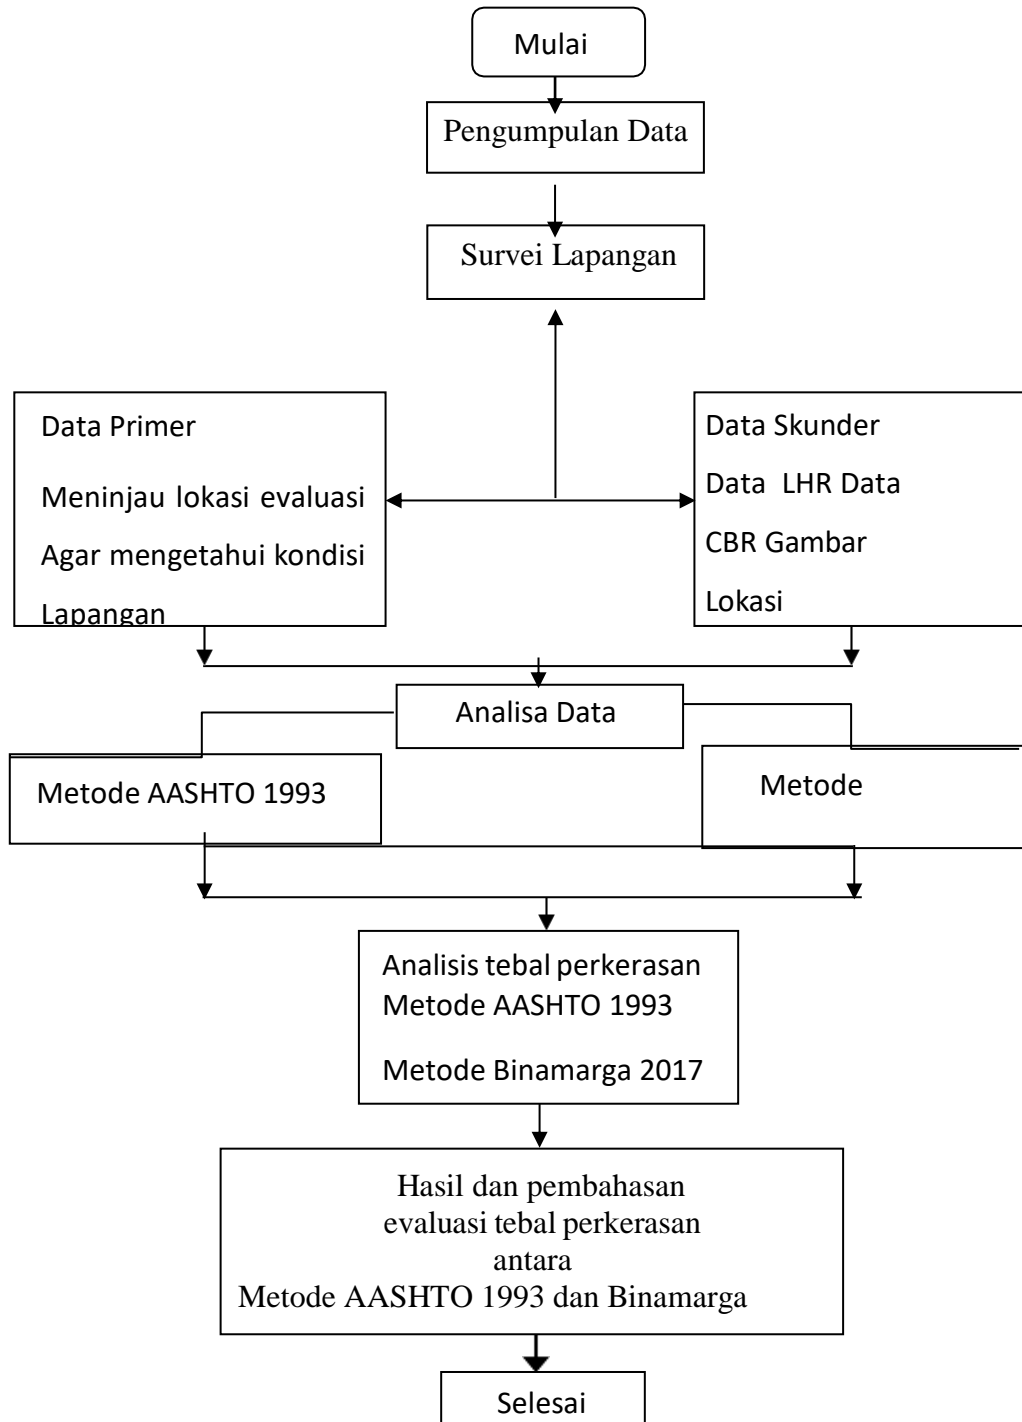 Mulai
Pengumpulan Data
Survei Lapangan
Data Primer
Meninjau lokasi evaluasi
Agar mengetahui kondisi
Lapangan
Data Skunder
Data LHR Data
CBR Gambar
Lokasi
Analisa Data
Metode AASHTO 1993
Metode
Analisis tebal perkerasan
Metode AASHTO 1993
Metode Binamarga 2017
Hasil dan pembahasan
evaluasi tebal perkerasan
antara
Metode AASHTO 1993 dan Binamarga
Selesai